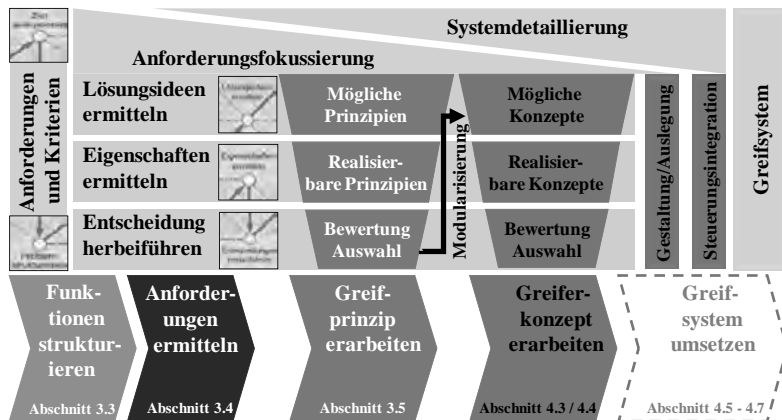 Systemdetaillierung
Anforderungsfokussierung
Anforderungen
und Kriterien
Lösungsideen
ermitteln
Mögliche
Prinzipien
Mögliche
Konzepte
Eigenschaften
ermitteln
Realisier-
bare Prinzipien
Realisier-
bare Konzepte
Entscheidung
herbeiführen
Bewertung
Auswahl
Modularisierung
Bewertung
Auswahl
Gestaltung/Auslegung
Steuerungsintegration
Greifsystem
Funk-
tionen
struktur-
ieren
Abschnitt 3.3
Anforder-
ungen
ermitteln
Abschnitt 3.4
Greif-
prinzip
erarbeiten
Abschnitt 3.5
Greifer-
konzept
erarbeiten
Abschnitt 4.3 / 4.4
Greif-
system
umsetzen
Abschnitt 4.5 - 4.7